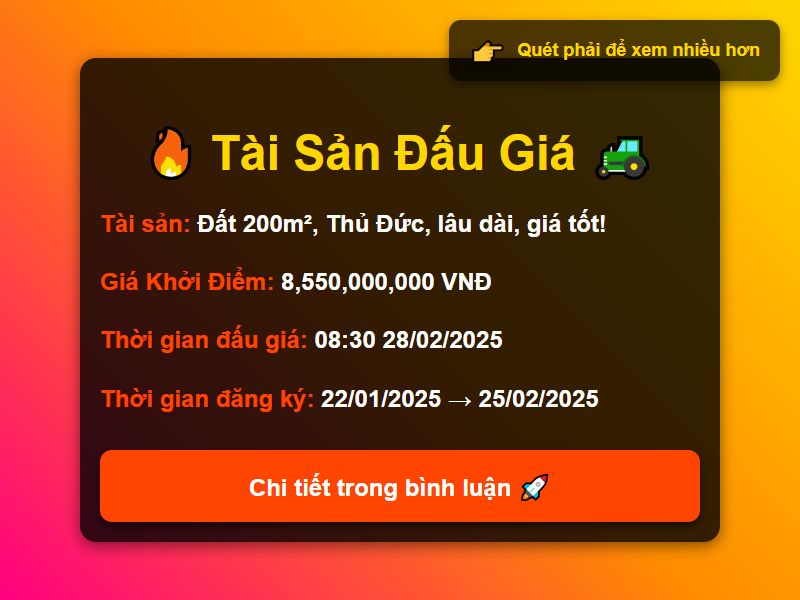 Quét phải để xem nhiều hơn
Tài Sản Đấu Giá
Tài sản: Đất 200m², Thủ Đức, lâu dài, giá tốt!
Giá Khởi Điểm: 8,550,000,000 VNĐ
Thời gian đấu giá: 08:30 28/02/2025
Thời gian đăng ký: 22/01/2025 → 25/02/2025
Chi tiết trong bình luận